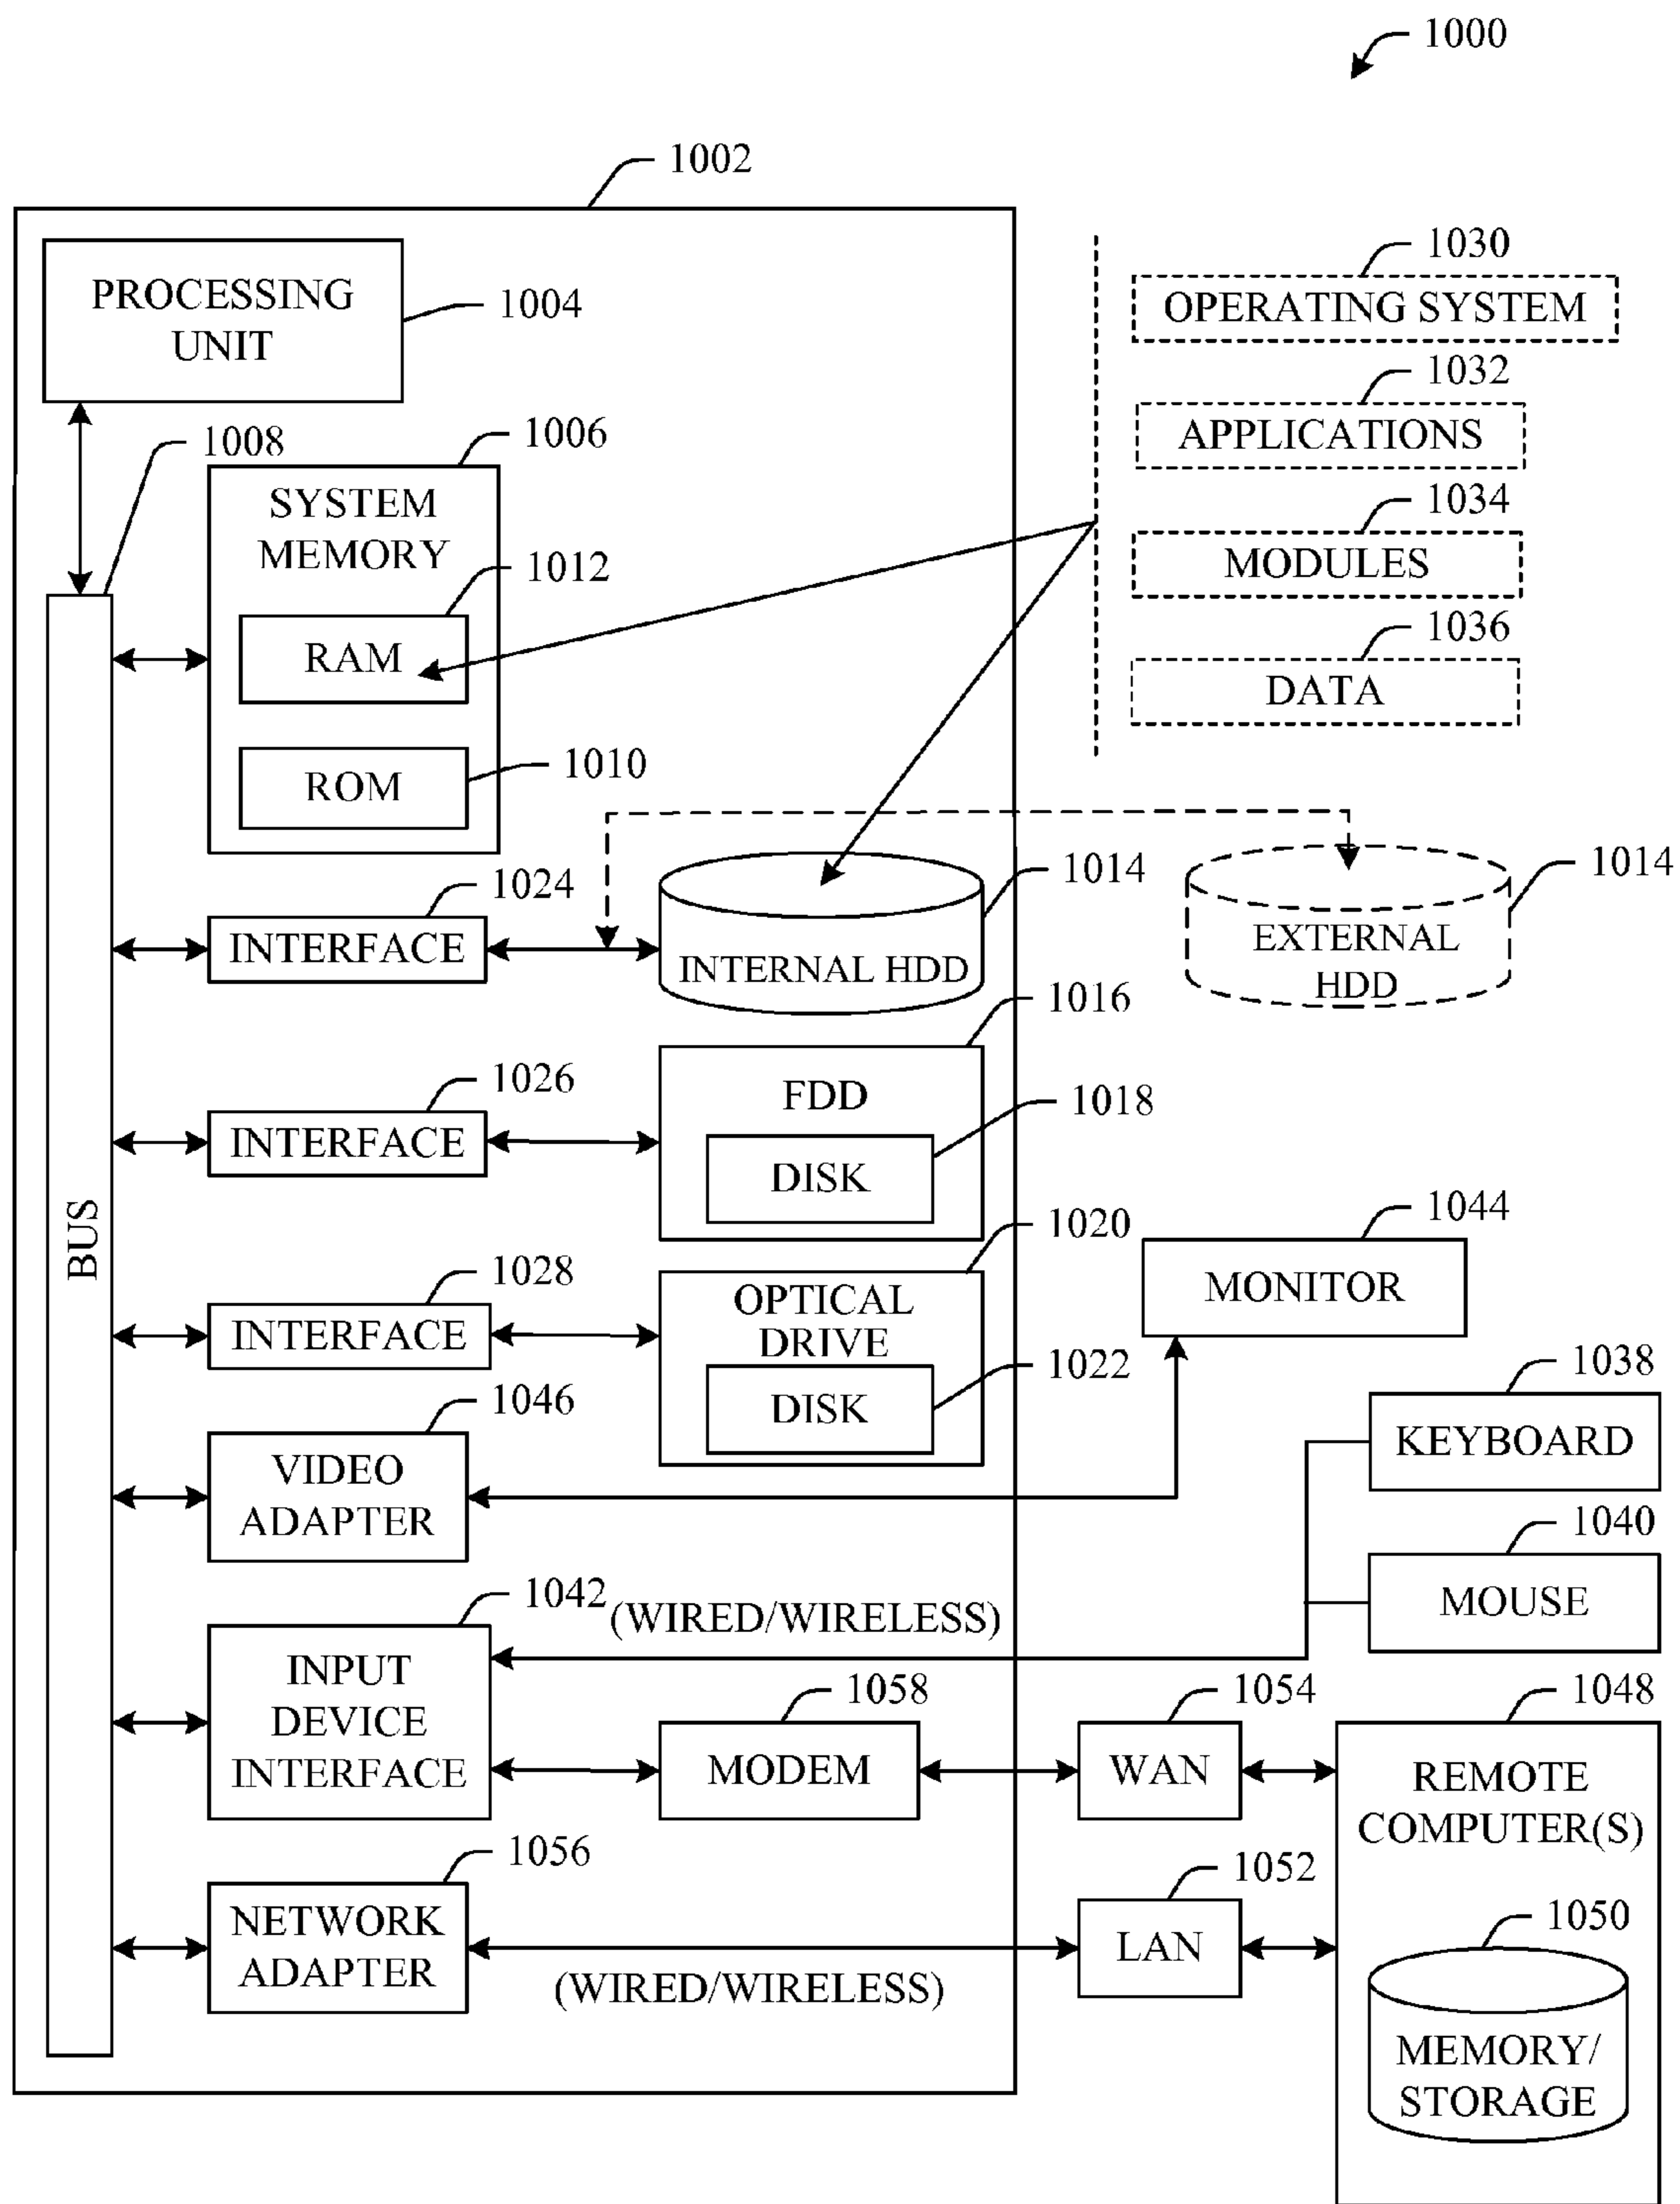 1000
1002
PROCESSING
UNIT
1004
1030
OPERATING SYSTEM
1032
APPLICATIONS
1034
MODULES
1036
DATA
1008
1006
SYSTEM
MEMORY
1012
RAM
1010
ROM
BUS
1024
INTERFACE
1014
INTERNAL HDD
1014
EXTERNAL
HDD
1026
INTERFACE
1016
FDD
1018
DISK
1028
INTERFACE
1020
OPTICAL
DRIVE
1022
DISK
1044
MONITOR
1046
VIDEO
ADAPTER
1038
KEYBOARD
1040
MOUSE
1042
(WIRED/WIRELESS)
INPUT
DEVICE
INTERFACE
1058
MODEM
1054
WAN
1048
REMOTE
COMPUTER(S)
1056
NETWORK
ADAPTER
(WIRED/WIRELESS)
1052
LAN
1050
MEMORY/
STORAGE